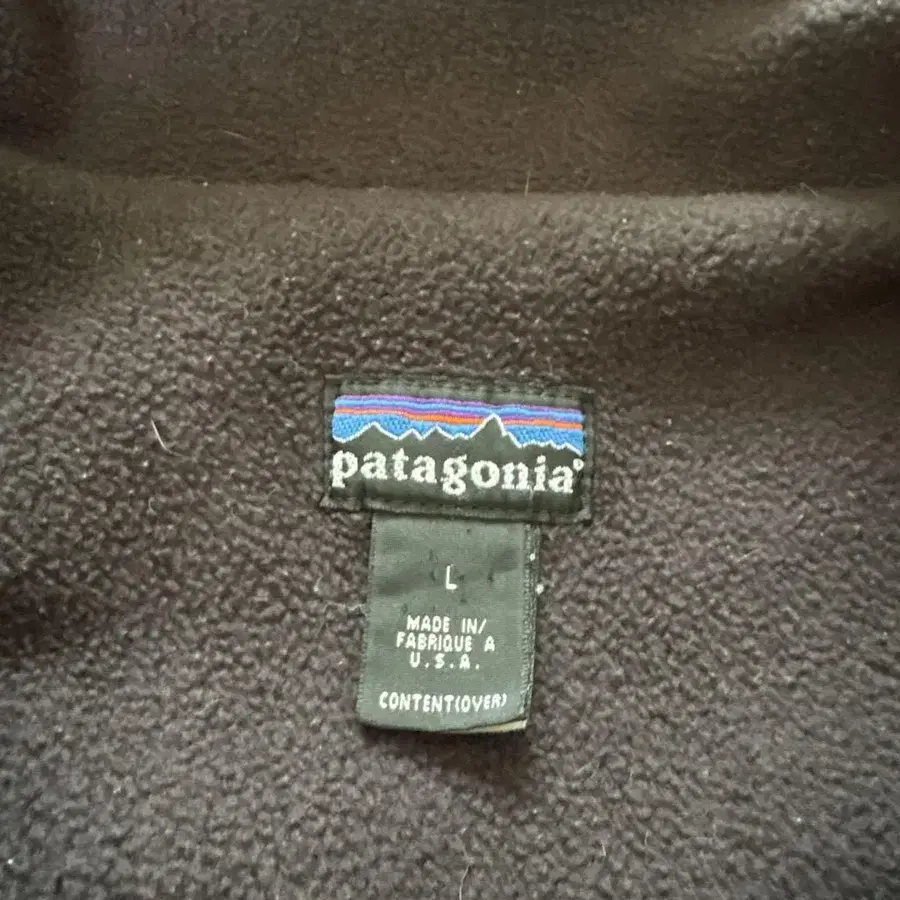 patagonia®
L
MADE IN/
FABRIQUE A
U.S.A.
CONTENT(OVER)